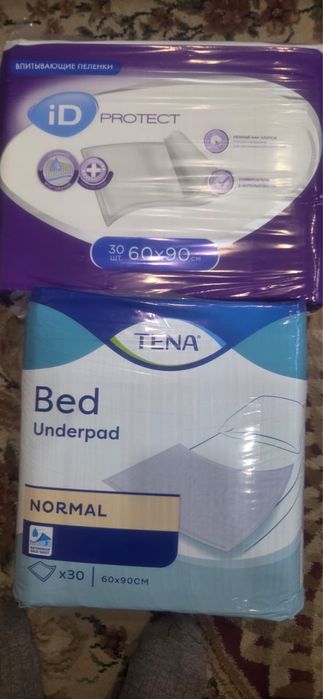 ВПИТЫВАЮЩИЕ ПЕЛЕНКИ
iD PROTECT
30 ШТ. 60x90 СМ
TENA®
Bed
Underpad
NORMAL
x30 60x90CM